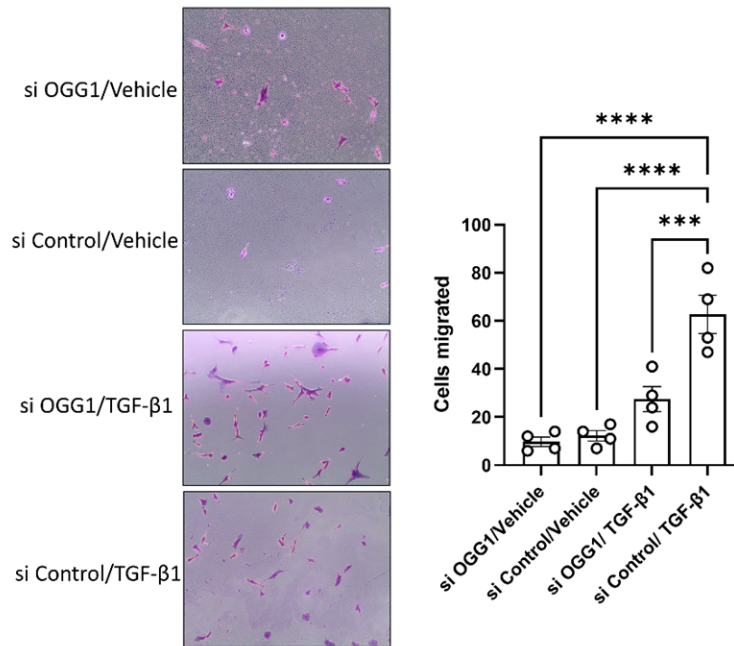 si OGG1/Vehicle
si Control/Vehicle
si OGG1/TGF-β1
si Control/TGF-β1
****
****
***
Cells migrated
100
80
60
40
20
0
si OGG1/Vehicle
si Control/Vehicle
si OGG1/ TGF-β1
si Control/ TGF-β1